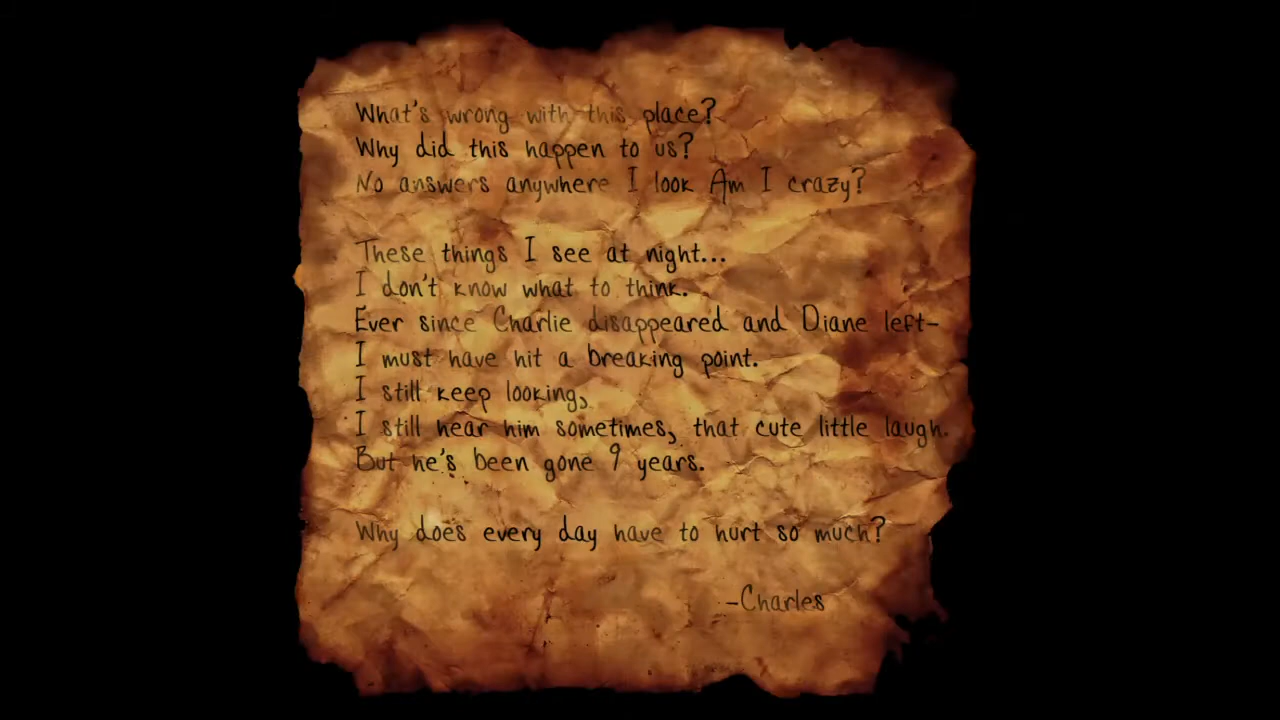 What's wrong with this place?
Why did this happen to us?
No answers anywhere I look Am I crazy?
These things I see at night...
I don't know what to think.
Ever since Charlie disappeared and Diane left-
I must have hit a breaking point.
I still keep looking,
I still hear him sometimes, that cute little laugh.
But he's been gone 9 years.
Why does every day have to hurt so much?
-Charles